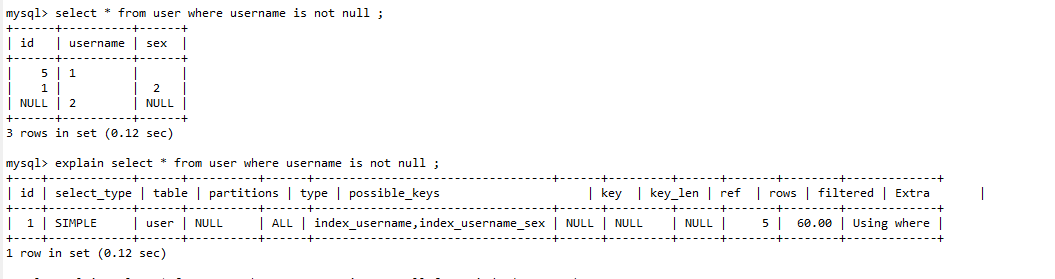 mysql> select * from user where username is not null ;
+------+----------+------+
| id   | username | sex  |
+------+----------+------+
|    5 | 1        |      |
|    1 |          | 2    |
| NULL | 2        | NULL |
+------+----------+------+
3 rows in set (0.12 sec)
mysql> explain select * from user where username is not null ;
+----+-------------+-------+------------+------+-----------------------------------+------+---------+------+------+----------+-------------+
| id | select_type | table | partitions | type | possible_keys                     | key  | key_len | ref  | rows | filtered | Extra       |
+----+-------------+-------+------------+------+-----------------------------------+------+---------+------+------+----------+-------------+
| 1 | SIMPLE      | user  | NULL       | ALL  | index_username,index_username_sex | NULL | NULL    | NULL |    5 |    60.00 | Using where |
+----+-------------+-------+------------+------+-----------------------------------+------+---------+------+------+----------+-------------+
1 row in set (0.12 sec)